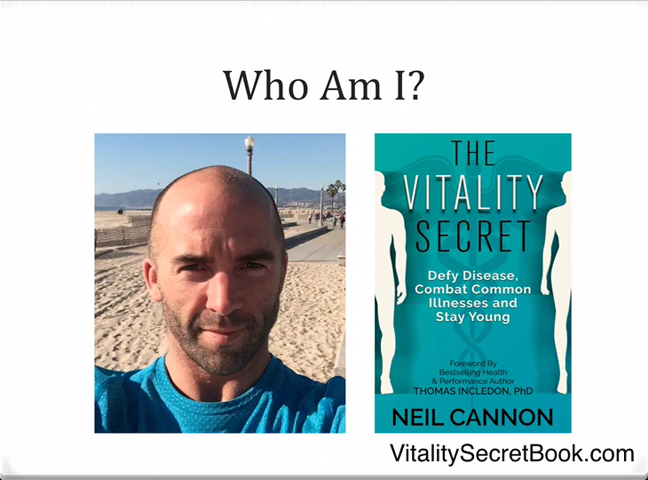 Who Am I?
THE
VITALITY
SECRET
Defy Disease,
Combat Common
Illnesses and
Stay Young
Foreword By
Bestselling Health
& Performance Author
THOMAS INCLEDON, PhD
NEIL CANNON
VitalitySecretBook.com